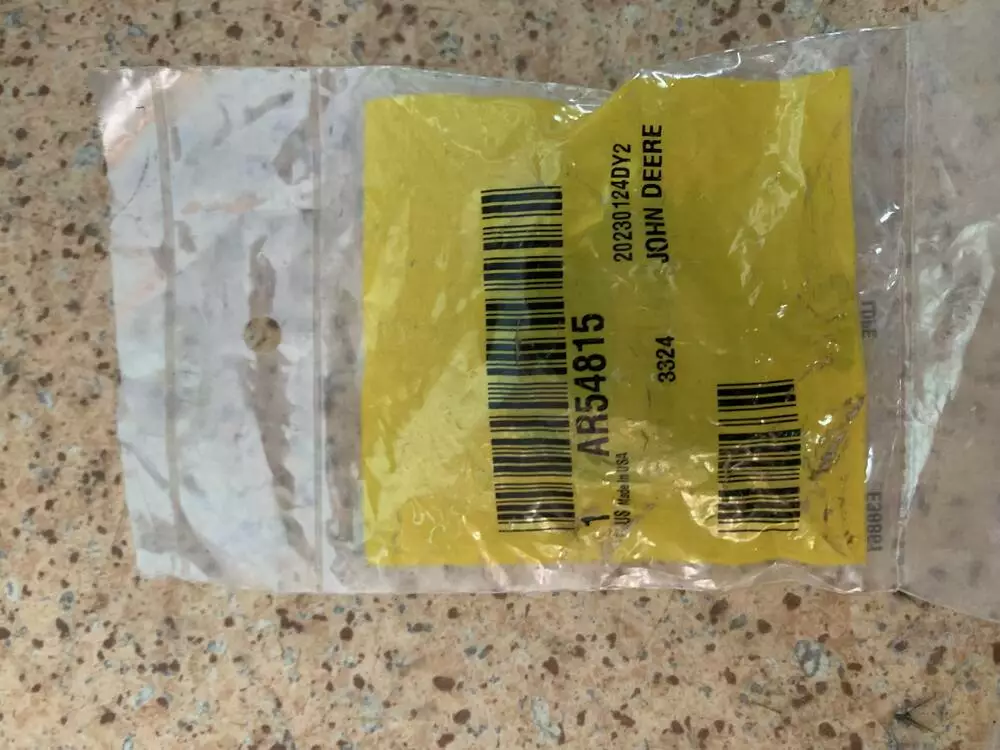 1 AR54815
US Made in USA 20230124DY2
3324 JOHN DEERE